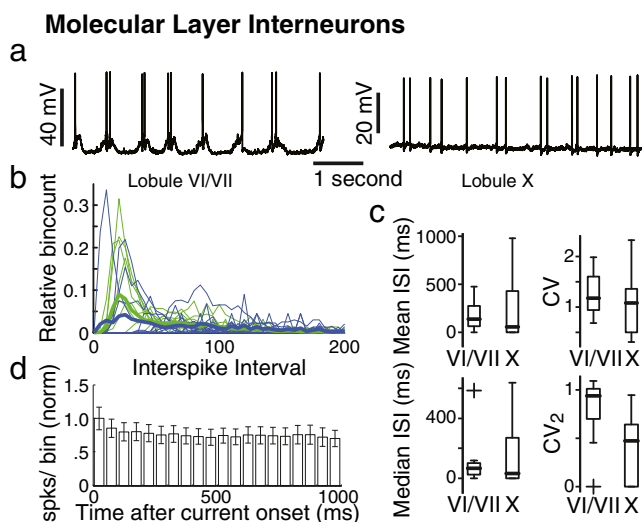 Molecular Layer Interneurons
a
40 mV
20 mV
Lobule VI/VII
1 second
Lobule X
b
Relative bincount
0.3
0.2
0.1
0
0
100
200
Interspike Interval
c
Mean ISI (ms)
1000
500
0
VI/VII X
CV
2
1
0
VI/VII X
Median ISI (ms)
400
0
VI/VII X
CV2
1
0
VI/VII X
d
spks/ bin (norm)
1.5
1.0
.5
0
0
500
1000
Time after current onset (ms)